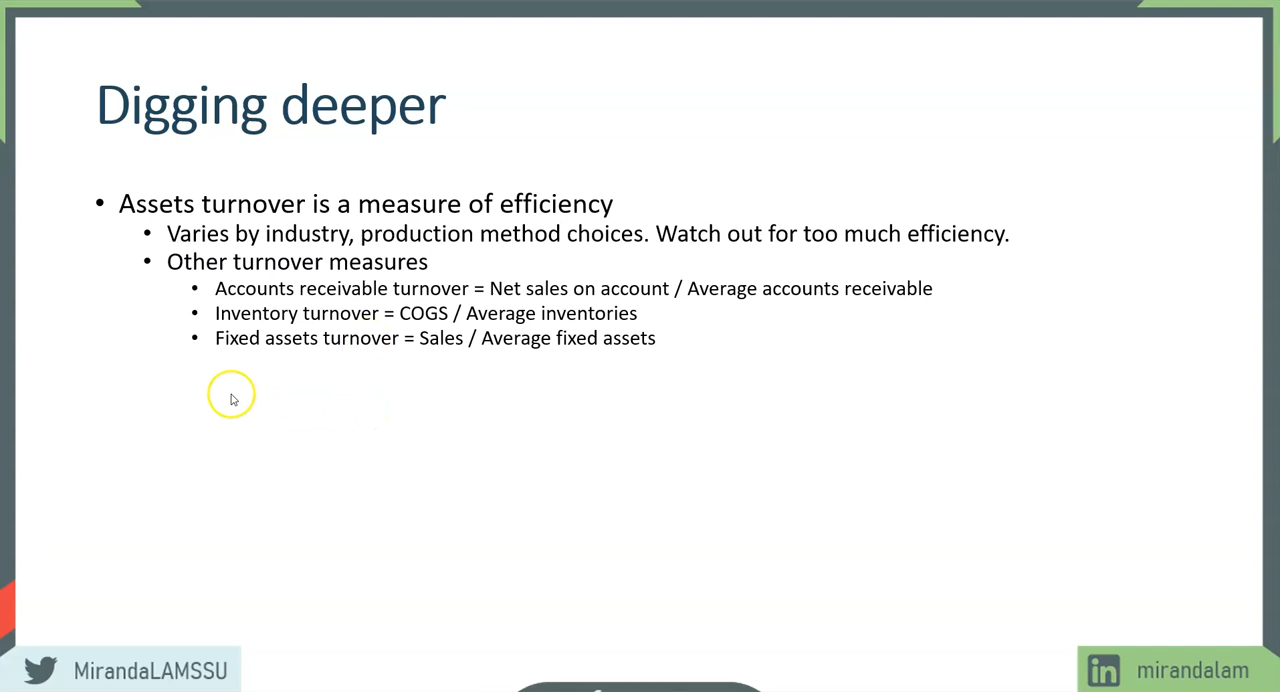 Digging deeper
• Assets turnover is a measure of efficiency
• Varies by industry, production method choices. Watch out for too much efficiency.
• Other turnover measures
• Accounts receivable turnover = Net sales on account / Average accounts receivable
• Inventory turnover = COGS / Average inventories
• Fixed assets turnover = Sales / Average fixed assets
MirandaLAMSSU
in mirandalam